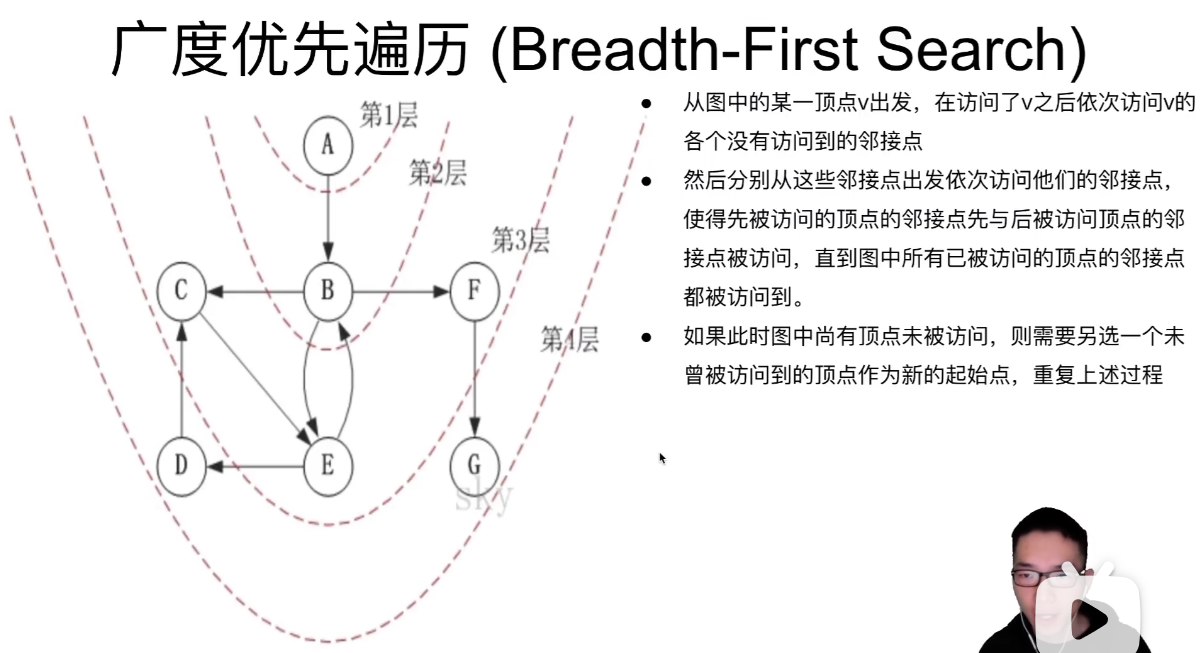 广度优先遍历 (Breadth-First Search)
第1层
A
第2层
第3层
C
B
F
第4层
D
E
G
sky
● 从图中的某一顶点v出发，在访问了v之后依次访问v的
各个没有访问到的邻接点
● 然后分别从这些邻接点出发依次访问他们的邻接点，
使得先被访问的顶点的邻接点先与后被访问顶点的邻
接点被访问，直到图中所有已被访问的顶点的邻接点
都被访问到。
● 如果此时图中尚有顶点未被访问，则需要另选一个未
曾被访问到的顶点作为新的起始点，重复上述过程